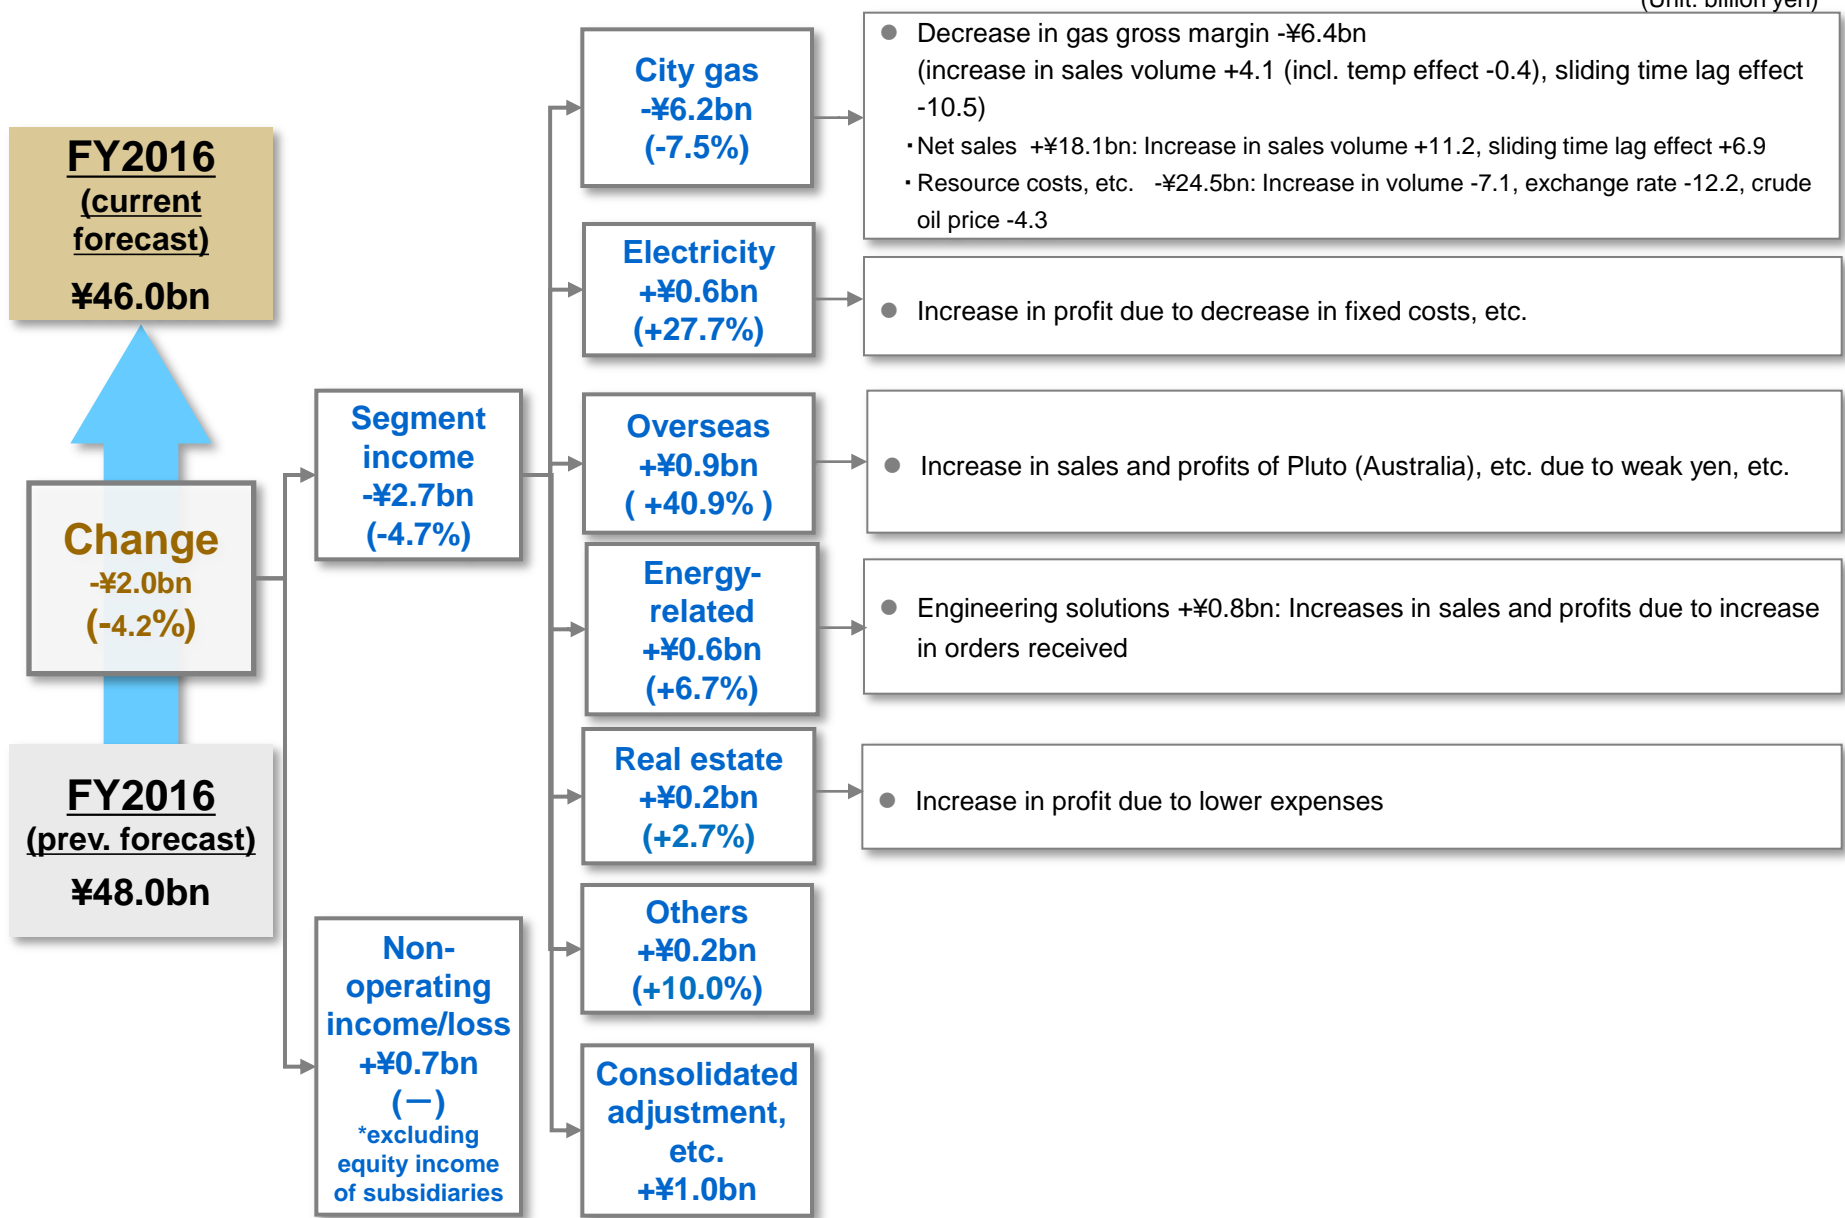 (Unit: billion yen)
FY2016
(current
forecast)
¥46.0bn
Change
-¥2.0bn
(-4.2%)
FY2016
(prev. forecast)
¥48.0bn
Segment
income
-¥2.7bn
(-4.7%)
Non-
operating
income/loss
+¥0.7bn
(－)
*excluding
equity income
of subsidiaries
City gas
-¥6.2bn
(-7.5%)
● Decrease in gas gross margin -¥6.4bn
(increase in sales volume +4.1 (incl. temp effect -0.4), sliding time lag effect
-10.5)
・Net sales +¥18.1bn: Increase in sales volume +11.2, sliding time lag effect +6.9
・Resource costs, etc. -¥24.5bn: Increase in volume -7.1, exchange rate -12.2, crude
oil price -4.3
Electricity
+¥0.6bn
(+27.7%)
● Increase in profit due to decrease in fixed costs, etc.
Overseas
+¥0.9bn
( +40.9% )
● Increase in sales and profits of Pluto (Australia), etc. due to weak yen, etc.
Energy-
related
+¥0.6bn
(+6.7%)
● Engineering solutions +¥0.8bn: Increases in sales and profits due to increase
in orders received
Real estate
+¥0.2bn
(+2.7%)
● Increase in profit due to lower expenses
Others
+¥0.2bn
(+10.0%)
Consolidated
adjustment,
etc.
+¥1.0bn